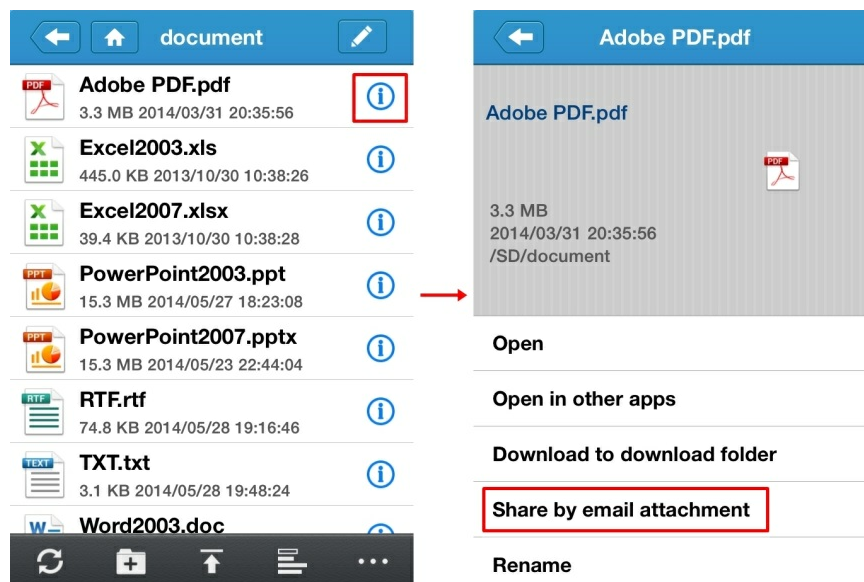 document
PDF
Adobe PDF.pdf
3.3 MB 2014/03/31 20:35:56
X
Excel2003.xls
445.0 KB 2013/10/30 10:38:26
X
Excel2007.xlsx
39.4 KB 2013/10/30 10:38:28
PPT
PowerPoint2003.ppt
15.3 MB 2014/05/27 18:23:08
PPT
PowerPoint2007.pptx
15.3 MB 2014/05/23 22:44:04
RTF
RTF.rtf
74.8 KB 2014/05/28 19:16:46
TEXT
TXT.txt
3.1 KB 2014/05/28 19:48:24
W
Word2003.doc
Adobe PDF.pdf
Adobe PDF.pdf
PDF
3.3 MB
2014/03/31 20:35:56
/SD/document
Open
Open in other apps
Download to download folder
Share by email attachment
Rename